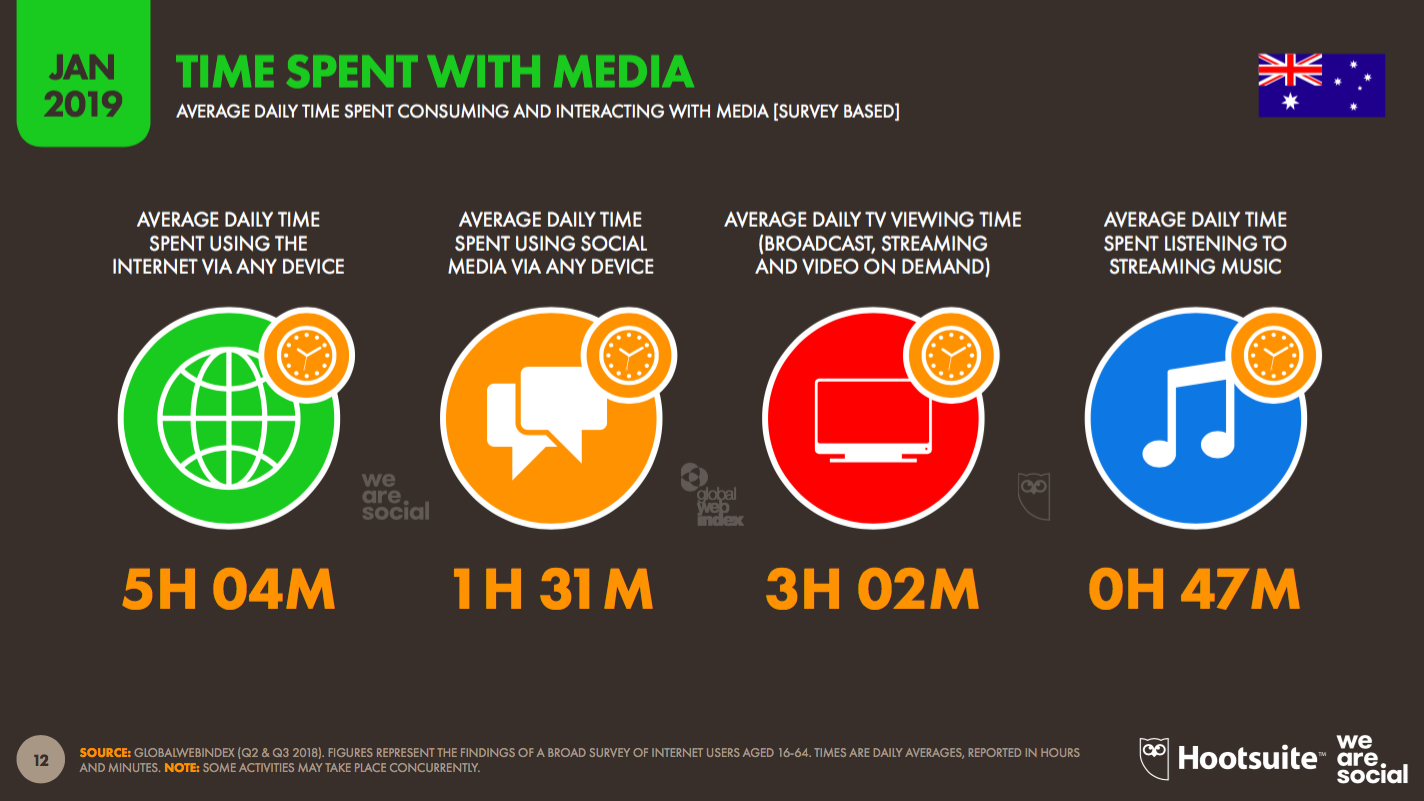 JAN
2019
TIME SPENT WITH MEDIA
AVERAGE DAILY TIME SPENT CONSUMING AND INTERACTING WITH MEDIA [SURVEY BASED]
AVERAGE DAILY TIME
SPENT USING THE
INTERNET VIA ANY DEVICE
5H 04M
AVERAGE DAILY TIME
SPENT USING SOCIAL
MEDIA VIA ANY DEVICE
1H 31M
AVERAGE DAILY TV VIEWING TIME
(BROADCAST, STREAMING
AND VIDEO ON DEMAND)
3H 02M
AVERAGE DAILY TIME
SPENT LISTENING TO
STREAMING MUSIC
0H 47M
we
are
social
global
web
index
12
SOURCE: GLOBALWEBINDEX (Q2 & Q3 2018). FIGURES REPRESENT THE FINDINGS OF A BROAD SURVEY OF INTERNET USERS AGED 16-64. TIMES ARE DAILY AVERAGES, REPORTED IN HOURS
AND MINUTES. NOTE: SOME ACTIVITIES MAY TAKE PLACE CONCURRENTLY.
Hootsuite™
we
are
social